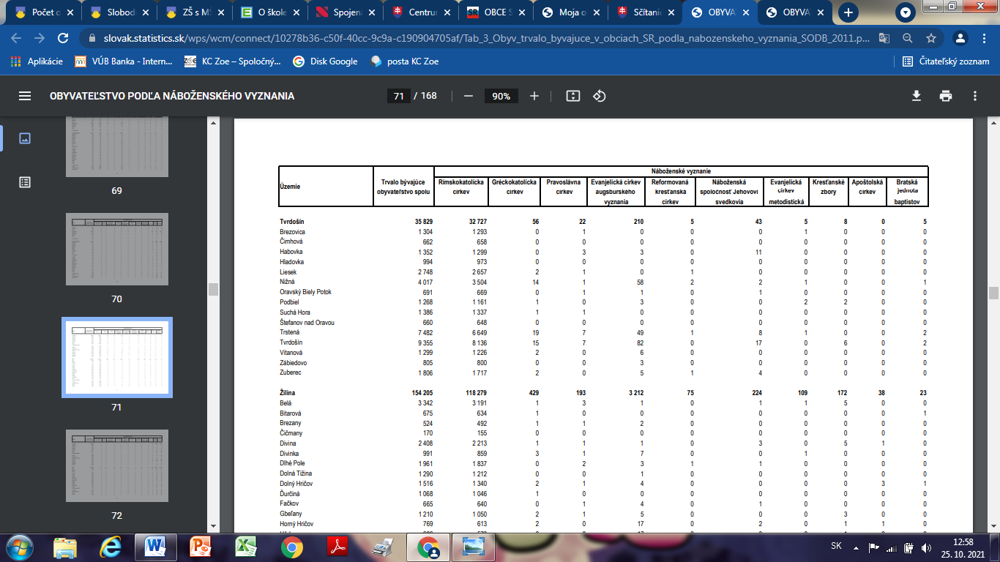 Počet o
Slobod
ZŠ s MŠ
O škole
Spojen
Centrum
OBCE S
Moja o
Sčítanie
OBYVA
OBYVA
slovak.statistics.sk/wps/wcm/connect/10278b36-c50f-40cc-9c9a-c190904705af/Tab_3_Obyv_trvalo_byvajuce_v_obciach_SR_podla_nabozenskeho_vyznania_SODB_2011.p...
Aplikácie VÚB Banka - Intern... KC Zoe – Spoločný... Disk Google posta KC Zoe Čitateľský zoznam
OBYVATEĽSTVO PODĽA NÁBOŽENSKÉHO VYZNANIA 71 / 168 90%
69
70
71
72
Náboženské vyznanie
Územie
Trvalo bývajúce
obyvateľstvo spolu
Rímskokatolícka
cirkev
Gréckokatolícka
cirkev
Pravoslávna
cirkev
Evanjelická cirkev
augsburského
vyznania
Reformovaná
kresťanská
cirkev
Náboženská
spoločnosť Jehovovi
svedkovia
Evanjelická
cirkev
metodistická
Kresťanské
zbory
Apoštolská
cirkev
Bratská
jednota
baptistov
Tvrdošín 35 829 32 727 56 22 210 5 43 5 8 0 5
Brezovica 1 304 1 293 0 1 0 0 0 1 0 0 0
Čimhová 662 658 0 0 0 0 0 0 0 0 0
Habovka 1 352 1 299 0 3 3 0 11 0 0 0 0
Hladovka 994 973 0 0 0 0 0 0 0 0 0
Liesek 2 748 2 657 2 1 0 1 0 0 0 0 0
Nižná 4 017 3 504 14 1 58 2 2 1 0 0 1
Oravský Biely Potok 691 669 0 1 1 0 1 0 0 0 0
Podbiel 1 268 1 161 1 0 3 0 0 2 2 0 0
Suchá Hora 1 386 1 337 1 1 0 0 0 0 0 0 0
Štefanov nad Oravou 660 648 0 0 0 0 0 0 0 0 0
Trstená 7 482 6 649 19 7 49 1 8 1 0 0 2
Tvrdošín 9 355 8 136 15 7 82 0 17 0 6 0 2
Vitanová 1 299 1 226 2 0 6 0 0 0 0 0 0
Zábiedovo 805 800 0 0 3 0 0 0 0 0 0
Zuberec 1 806 1 717 2 0 5 1 4 0 0 0 0
Žilina 154 205 118 279 429 193 3 212 75 224 109 172 38 23
Belá 3 342 3 191 1 3 1 0 1 1 5 0 0
Bitarová 675 634 1 0 0 0 0 0 0 0 1
Brezany 524 492 1 1 2 0 0 0 0 0 0
Čičmany 170 155 0 0 0 0 0 0 0 0 0
Divina 2 408 2 213 1 1 1 0 3 0 5 1 0
Divinka 991 859 3 1 7 0 0 1 0 0 0
Dlhé Pole 1 961 1 837 0 2 3 1 1 0 0 0 0
Dolná Tižina 1 290 1 212 0 0 1 0 0 0 0 0 0
Dolný Hričov 1 516 1 340 2 1 4 0 0 0 0 3 1
Ďurčiná 1 068 1 046 1 0 0 0 0 0 0 0 0
Fačkov 665 640 0 1 4 0 1 0 0 0 0
Gbeľany 1 210 1 050 2 1 5 0 0 0 3 0 0
Horný Hričov 769 613 2 0 17 0 2 0 1 1 0
SK 12:58
25. 10. 2021